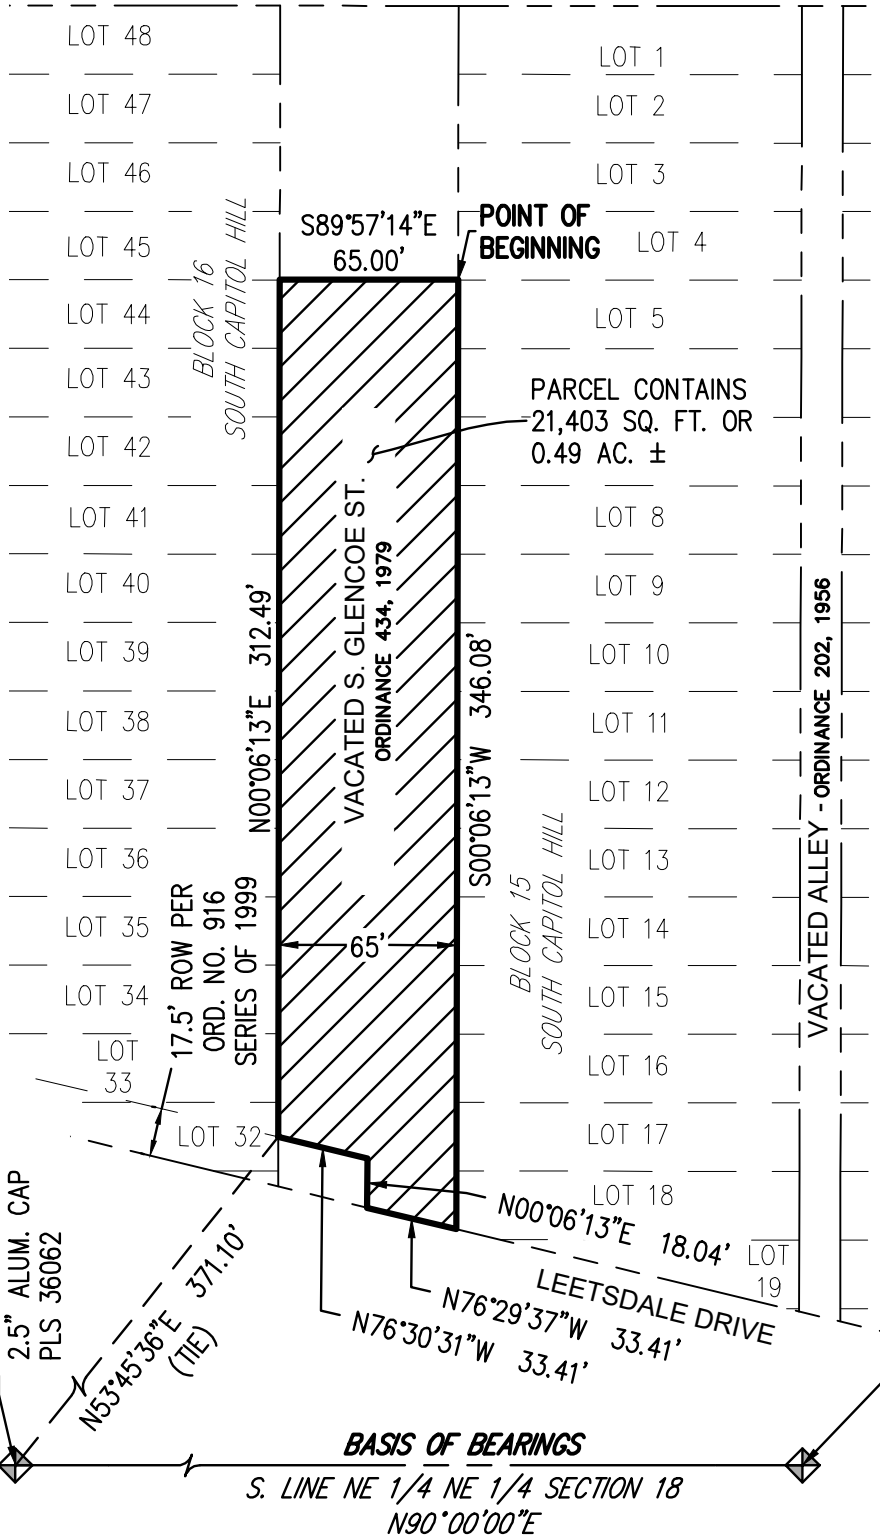 LOT 48
LOT 47
LOT 46
LOT 45
LOT 44
LOT 43
LOT 42
LOT 41
LOT 40
LOT 39
LOT 38
LOT 37
LOT 36
LOT 35
LOT 34
LOT
33
LOT 32
BLOCK 16
SOUTH CAPITOL HILL
S89°57'14"E
65.00'
POINT OF
BEGINNING
LOT 1
LOT 2
LOT 3
LOT 4
LOT 5
PARCEL CONTAINS
21,403 SQ. FT. OR
0.49 AC. ±
LOT 8
LOT 9
LOT 10
LOT 11
LOT 12
LOT 13
LOT 14
LOT 15
LOT 16
LOT 17
LOT 18
LOT
19
N00°06'13"E 312.49'
VACATED S. GLENCOE ST.
ORDINANCE 434, 1979
S00°06'13"W 346.08'
65'
BLOCK 15
SOUTH CAPITOL HILL
VACATED ALLEY - ORDINANCE 202, 1956
17.5' ROW PER
ORD. NO. 916
SERIES OF 1999
2.5" ALUM. CAP
PLS 36062
N53°45'36"E 371.10'
(TIE)
N00°06'13"E 18.04'
LEETSDALE DRIVE
N76°29'37"W 33.41'
N76°30'31"W 33.41'
BASIS OF BEARINGS
S. LINE NE 1/4 NE 1/4 SECTION 18
N90°00'00"E